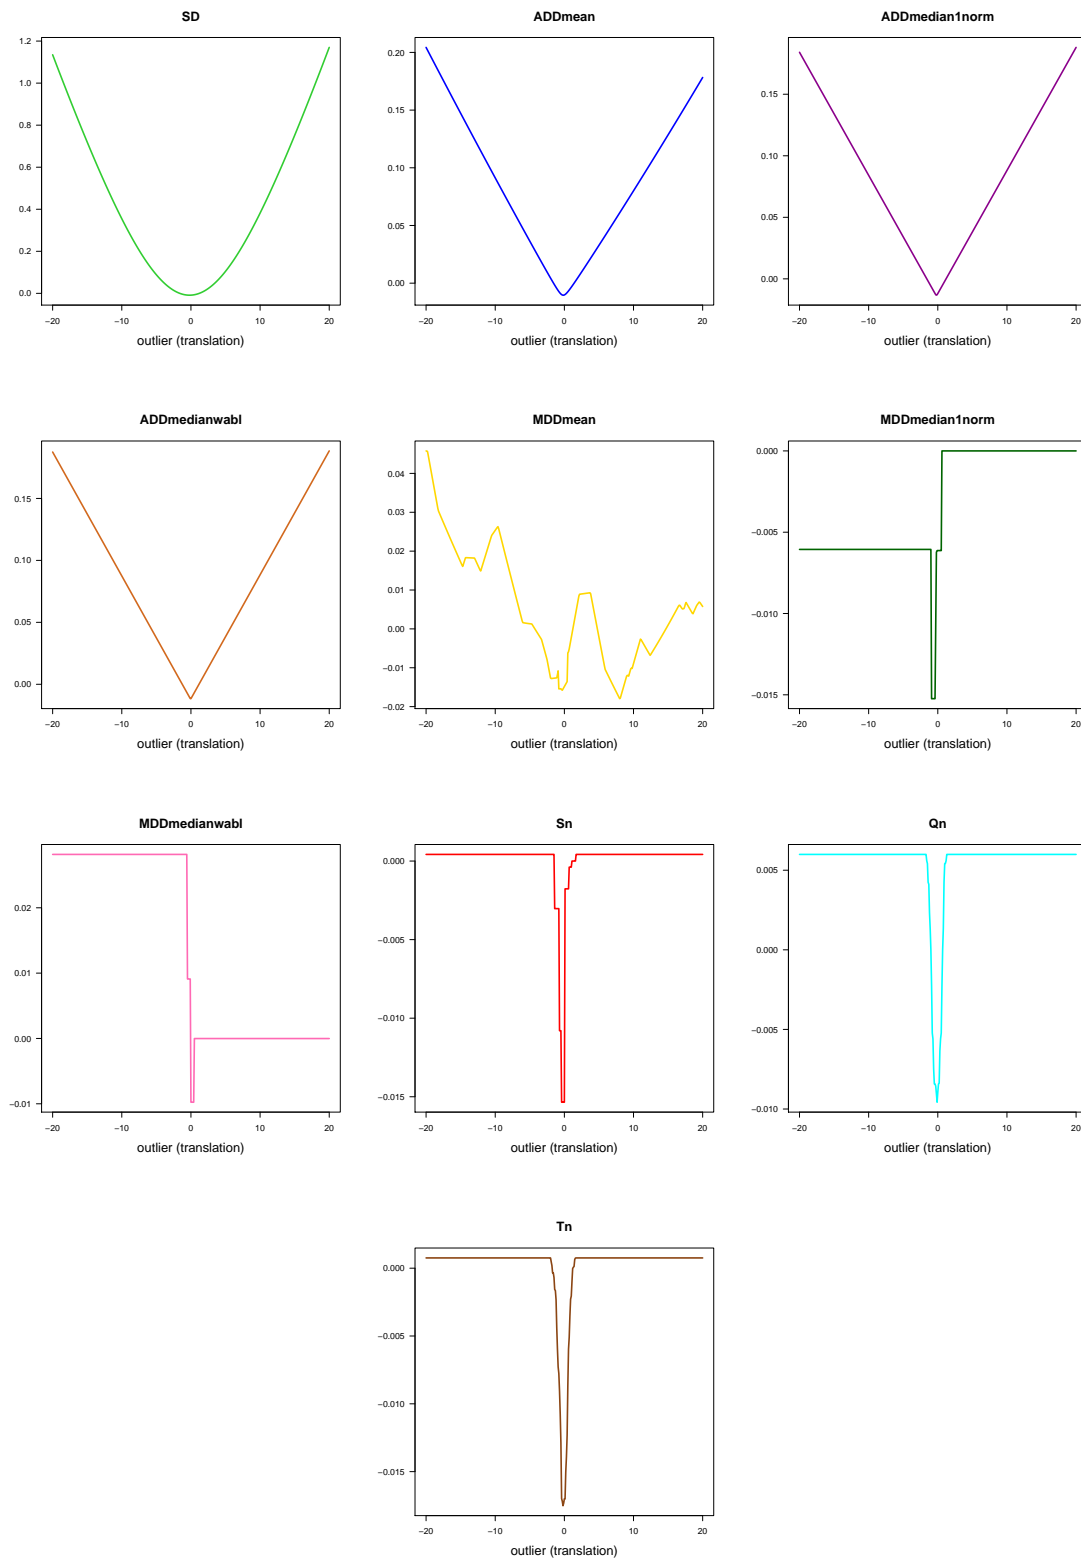 SD
ADDmean
ADDmedian1norm
1.2
1.0
0.8
0.6
0.4
0.2
0.0
−20 −10 0 10 20
outlier (translation)
0.20
0.15
0.10
0.05
0.00
−20 −10 0 10 20
outlier (translation)
0.15
0.10
0.05
0.00
−20 −10 0 10 20
outlier (translation)
ADDmedianwabl
MDDmean
MDDmedian1norm
0.15
0.10
0.05
0.00
−20 −10 0 10 20
outlier (translation)
0.04
0.03
0.02
0.01
0.00
−0.01
−0.02
−20 −10 0 10 20
outlier (translation)
0.000
−0.005
−0.010
−0.015
−20 −10 0 10 20
outlier (translation)
MDDmedianwabl
Sn
Qn
0.02
0.01
0.00
−0.01
−20 −10 0 10 20
outlier (translation)
0.000
−0.005
−0.010
−0.015
−20 −10 0 10 20
outlier (translation)
0.005
0.000
−0.005
−0.010
−20 −10 0 10 20
outlier (translation)
Tn
0.000
−0.005
−0.010
−0.015
−20 −10 0 10 20
outlier (translation)